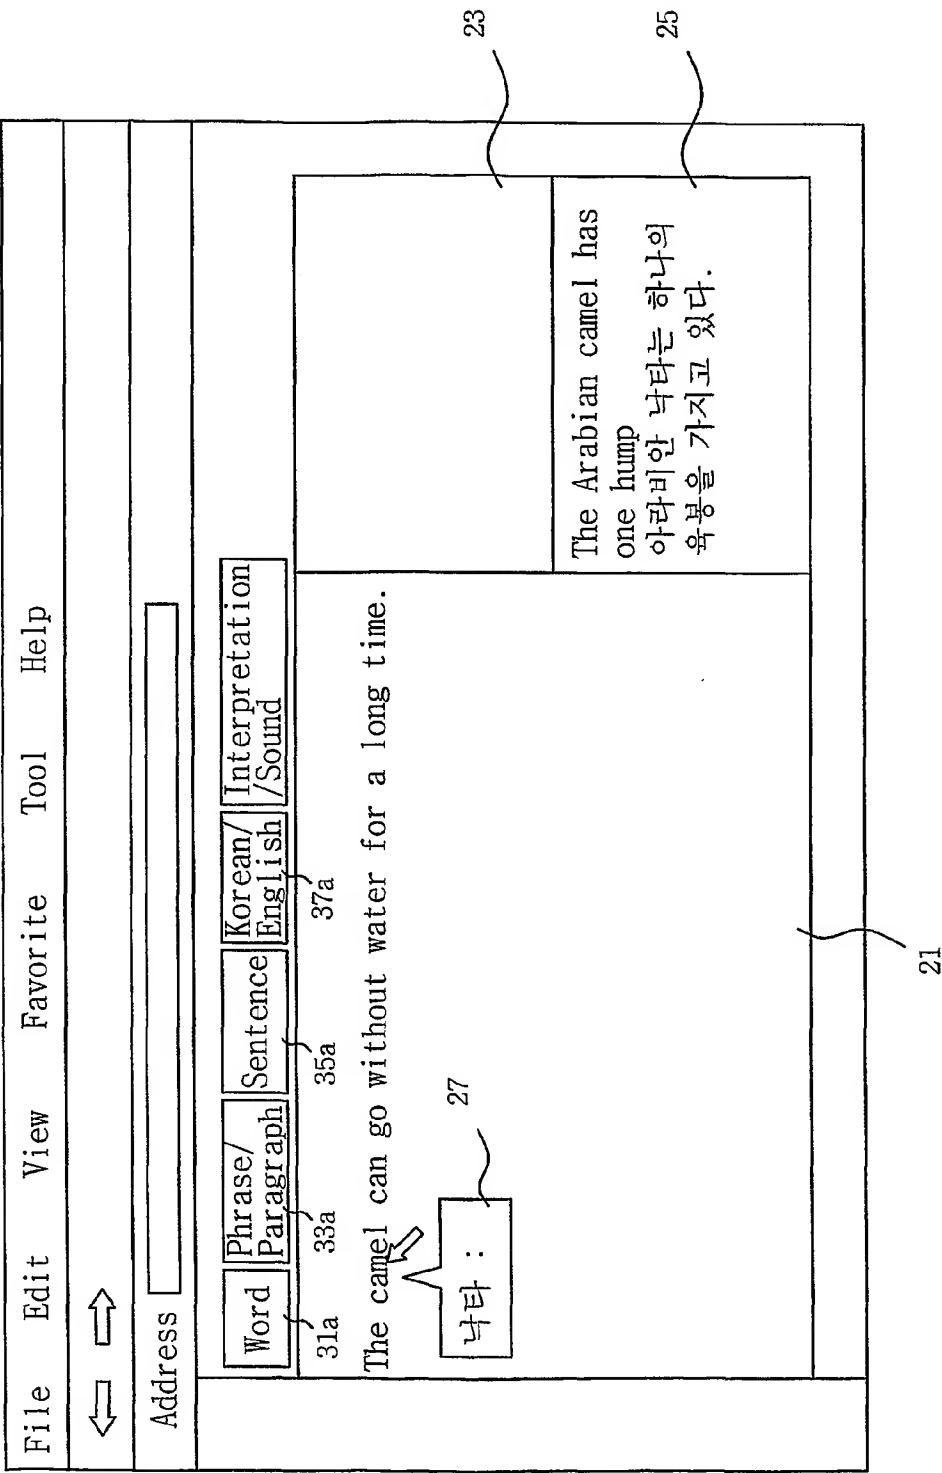 File Edit View Favorite Tool Help
Address
Word
Phrase/
Paragraph
Sentence
Korean/
English
Interpretation
/Sound
31a
33a
35a
37a
The camel can go without water for a long time.
낙타 :
27
The Arabian camel has
one hump
아라비안 낙타는 하나의
육봉을 가지고 있다.
23
25
21